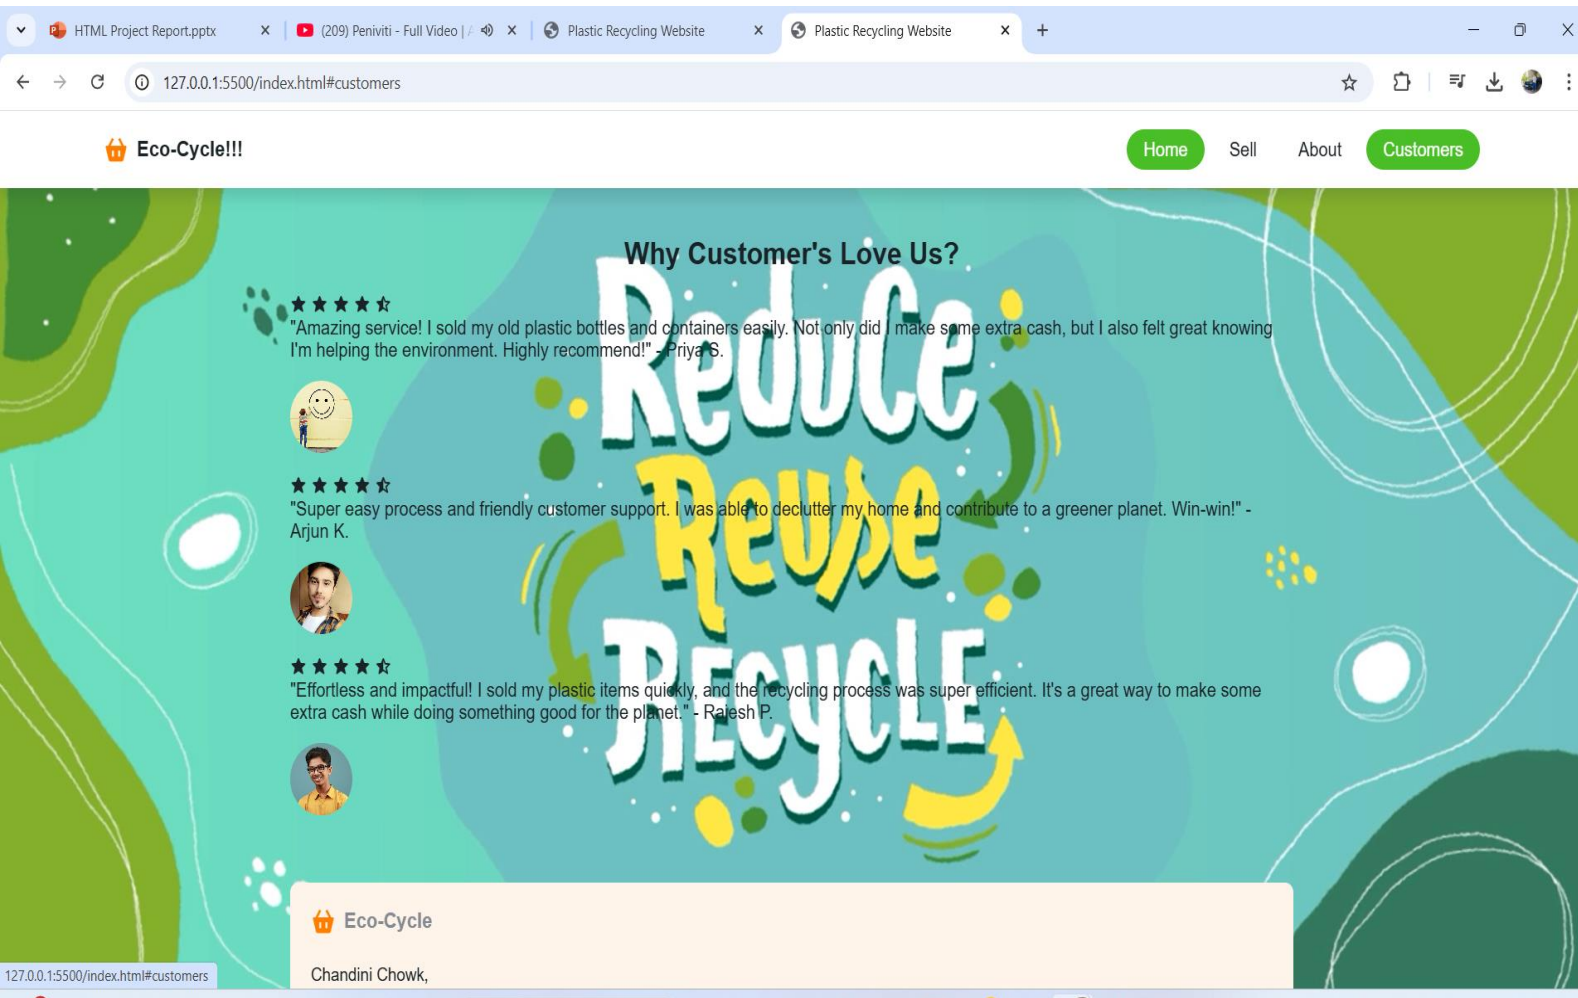 HTML Project Report.pptx
(209) Peniviti - Full Video |
Plastic Recycling Website
Plastic Recycling Website
127.0.0.1:5500/index.html#customers
Eco-Cycle!!!
Home
Sell
About
Customers
Why Customer's Love Us?
"Amazing service! I sold my old plastic bottles and containers easily. Not only did I make some extra cash, but I also felt great knowing
I'm helping the environment. Highly recommend!" - Priya S.
Reduce
"Super easy process and friendly customer support. I was able to declutter my home and contribute to a greener planet. Win-win!" -
Arjun K.
Reuse
"Effortless and impactful! I sold my plastic items quickly, and the recycling process was super efficient. It's a great way to make some
extra cash while doing something good for the planet." - Rajesh P.
Recycle
Eco-Cycle
Chandini Chowk,
127.0.0.1:5500/index.html#customers